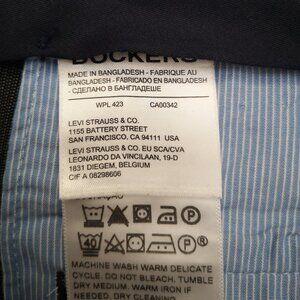 DOCKERS
MADE IN BANGLADESH - FABRIQUE AU
BANGLADESH - FABRICADO EN BANGLADESH
- СДЕЛАНО В БАНГЛАДЕШЕ
WPL 423 CA00342
LEVI STRAUSS & CO.
1155 BATTERY STREET
SAN FRANCISCO, CA 94111 USA
LEVI STRAUSS & CO. EU SCA/CVA
LEONARDO DA VINCILAAN, 19-D
1831 DIEGEM, BELGIUM
CIF A 08298606
40
P
MACHINE WASH WARM DELICATE
CYCLE. DO NOT BLEACH. TUMBLE
DRY MEDIUM. WARM IRON IF
NEEDED. DRY CLEAN